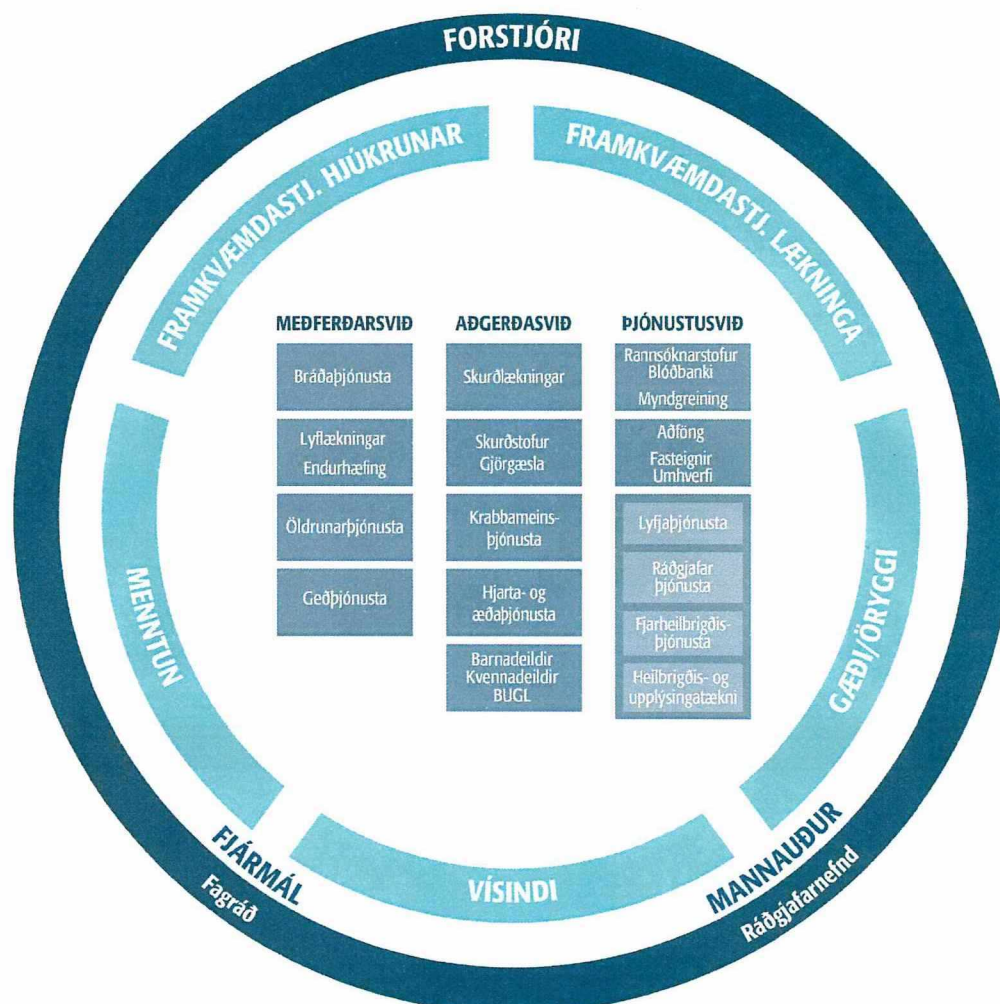 FORSTJÓRI
FRAMKVÆMDASTJ. HJÚKRUNAR
FRAMKVÆMDASTJ. LÆKNINGA
MEÐFERÐARSVIÐ
Bráðaþjónusta
Lyflækningar
Endurhæfing
Öldrunarþjónusta
Geðþjónusta
AÐGERÐASVIÐ
Skurðlækningar
Skurðstofur
Gjörgæsla
Krabbameins-
þjónusta
Hjarta- og
æðaþjónusta
Barnadeildir
Kvennadeildir
BUGL
ÞJÓNUSTUSVIÐ
Rannsóknarstofur
Blóðbanki
Myndgreining
Aðföng
Fasteignir
Umhverfi
Lyfjaþjónusta
Ráðgjafar
þjónusta
Fjarheilbrigðis-
þjónusta
Heilbrigðis- og
upplýsingatækni
MENNTUN
GÆÐI/ÖRYGGI
VÍSINDI
FJÁRMÁL
MANNAUÐUR
Fagráð
Ráðgjafarnefnd